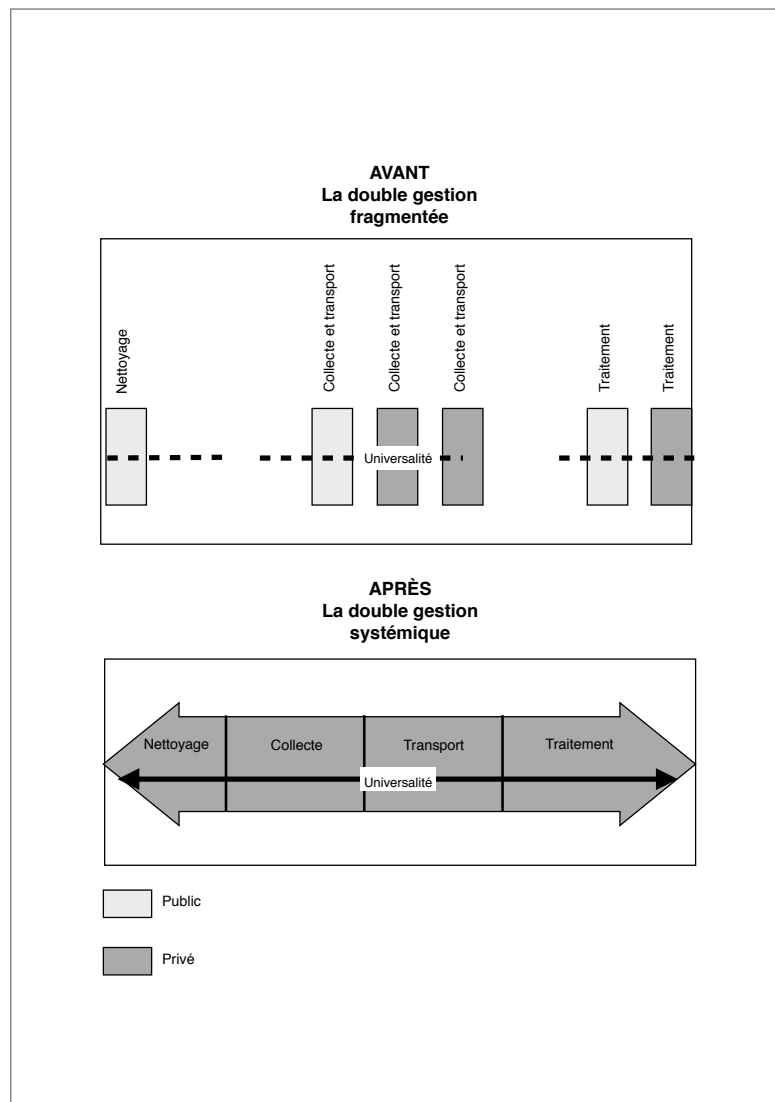 AVANT
La double gestion
fragmentée
Nettoyage
Collecte et transport
Collecte et transport
Collecte et transport
Traitement
Traitement
Universalité
APRÈS
La double gestion
systémique
Nettoyage Collecte Transport Traitement
Universalité
Public
Privé